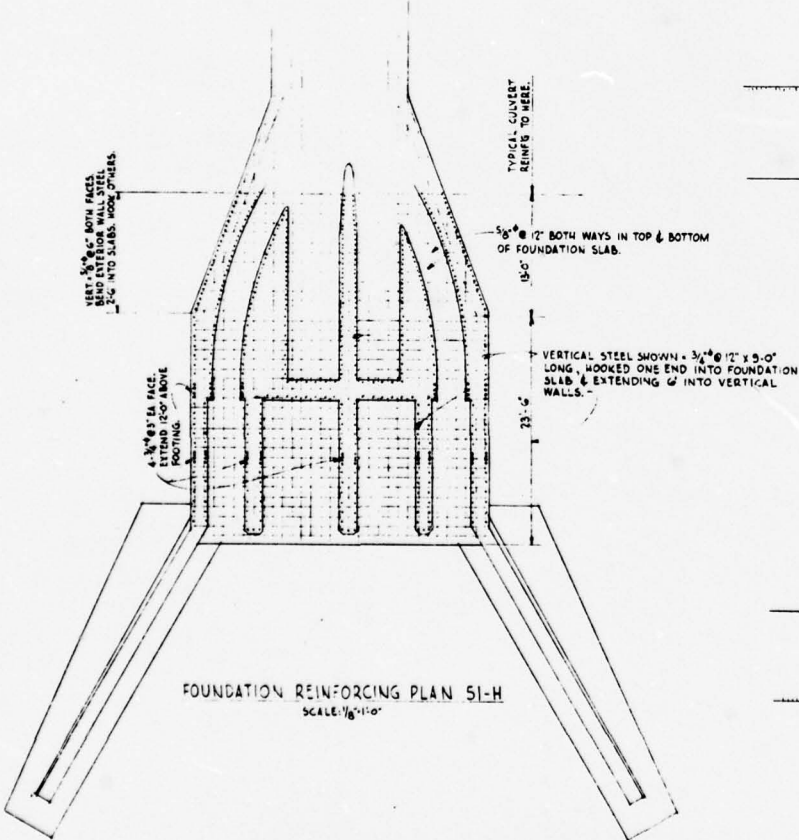 TYPICAL CULVERT
REINF'G TO HERE.
VERT. 5/8"ϕ @ 6" BOTH FACES.
BEND EXTERIOR WALL STEEL
2'-6" INTO SLABS. HOOK OTHERS.
5/8"ϕ @ 12" BOTH WAYS IN TOP & BOTTOM
OF FOUNDATION SLAB.
13'-0"
VERTICAL STEEL SHOWN = 3/4"ϕ @ 12" X 9'-0"
LONG, HOOKED ONE END INTO FOUNDATION
SLAB & EXTENDING 6' INTO VERTICAL
WALLS.
4-3/4"ϕ @ 3" EA FACE.
EXTEND 12'-0" ABOVE
FOOTING.
23'-6"
FOUNDATION REINFORCING PLAN 51-H
SCALE: 1/8"=1'-0"